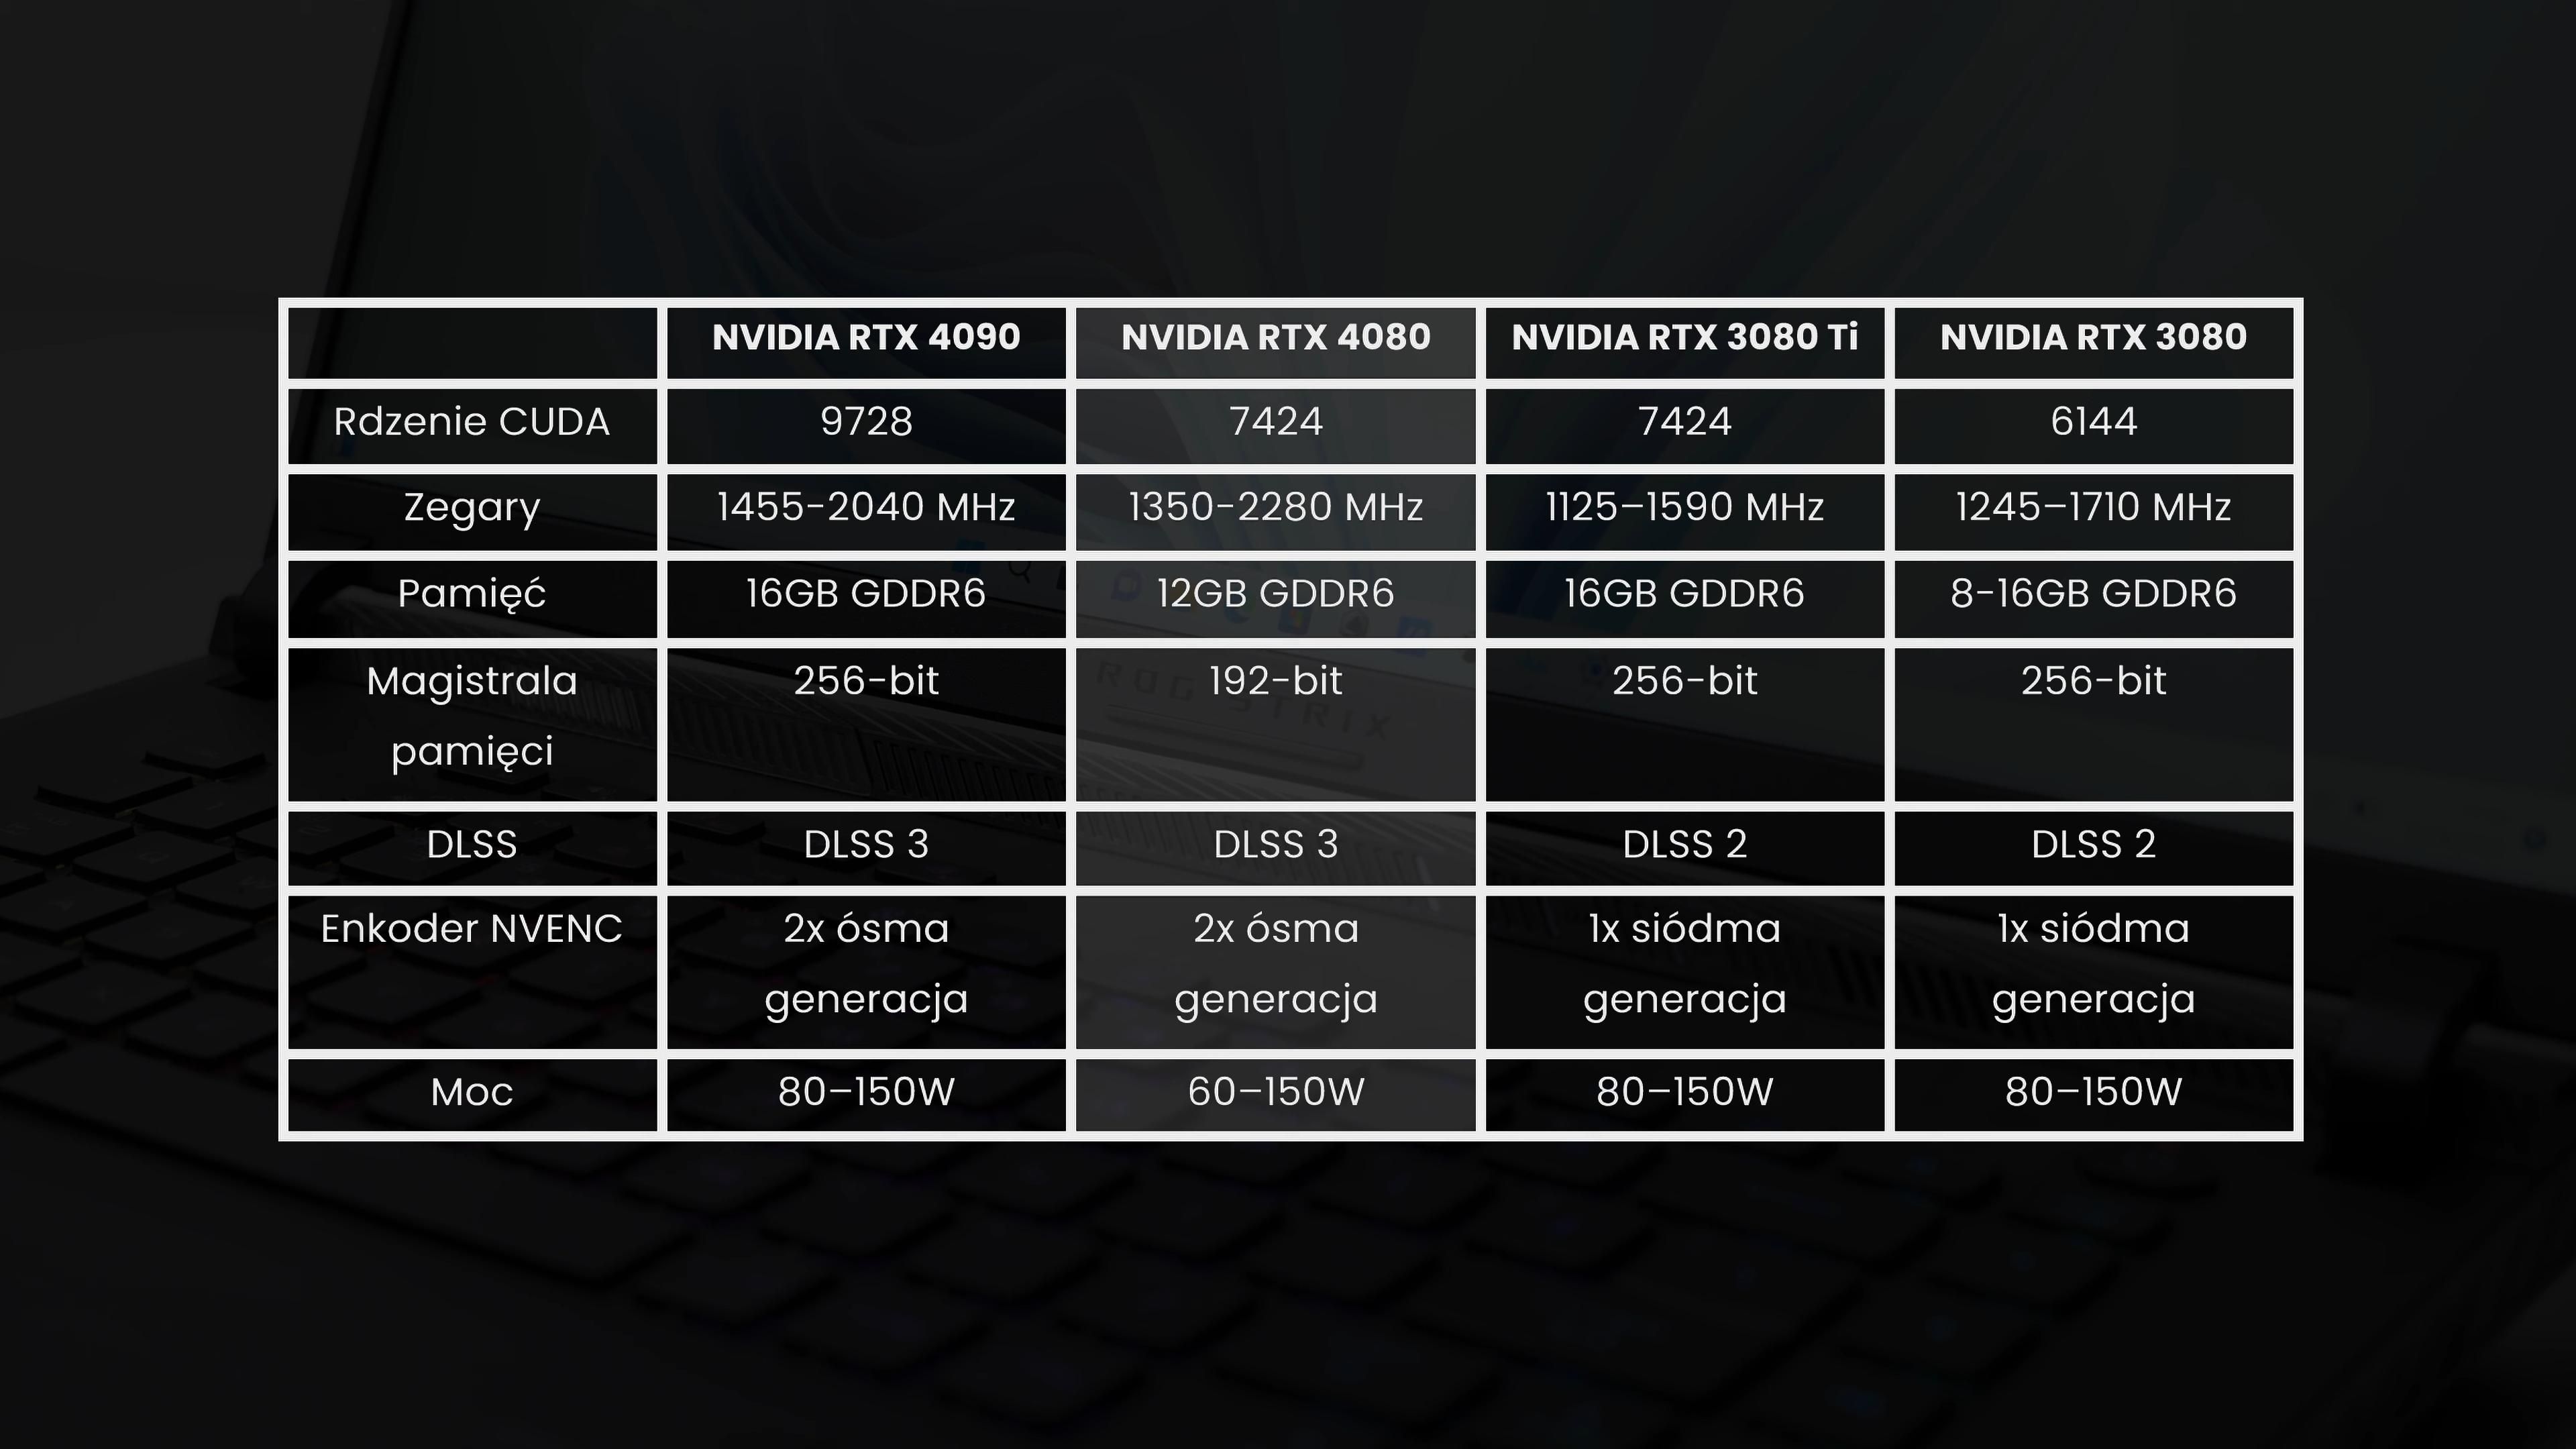 NVIDIA RTX 4090 NVIDIA RTX 4080 NVIDIA RTX 3080 Ti NVIDIA RTX 3080
Rdzenie CUDA 9728 7424 7424 6144
Zegary 1455-2040 MHz 1350-2280 MHz 1125–1590 MHz 1245–1710 MHz
Pamięć 16GB GDDR6 12GB GDDR6 16GB GDDR6 8-16GB GDDR6
Magistrala 256-bit 192-bit 256-bit 256-bit
pamięci
ROG STRIX
DLSS DLSS 3 DLSS 3 DLSS 2 DLSS 2
Enkoder NVENC 2x ósma 2x ósma 1x siódma 1x siódma
generacja generacja generacja generacja
Moc 80–150W 60–150W 80–150W 80–150W